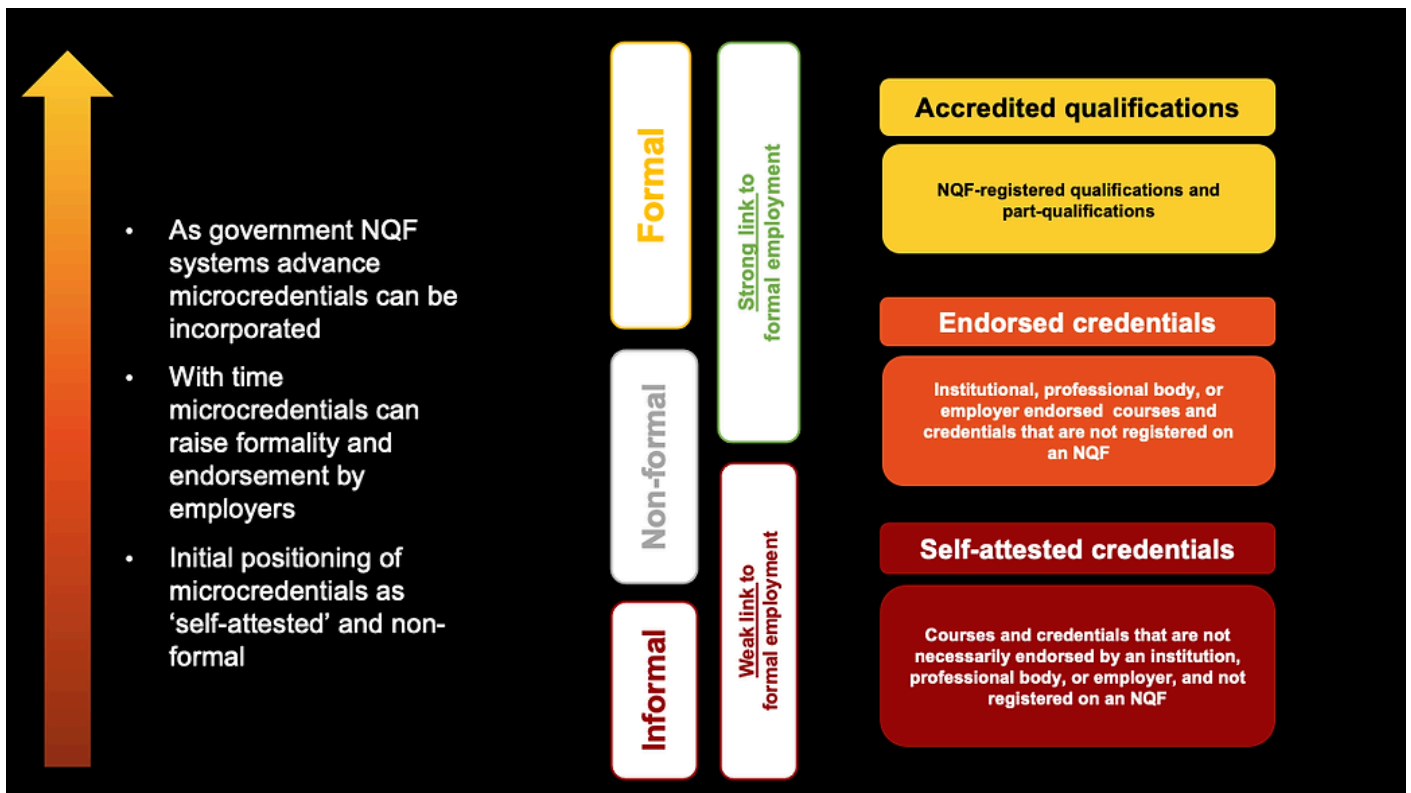 • As government NQF
systems advance
microcredentials can be
incorporated
• With time
microcredentials can
raise formality and
endorsement by
employers
• Initial positioning of
microcredentials as
‘self-attested’ and non-
formal
Formal
Non-formal
Informal
Strong link to
formal employment
Weak link to
formal employment
Accredited qualifications
NQF-registered qualifications and
part-qualifications
Endorsed credentials
Institutional, professional body, or
employer endorsed  courses and
credentials that are not registered on
an NQF
Self-attested credentials
Courses and credentials that are not
necessarily endorsed by an institution,
professional body, or employer, and not
registered on an NQF